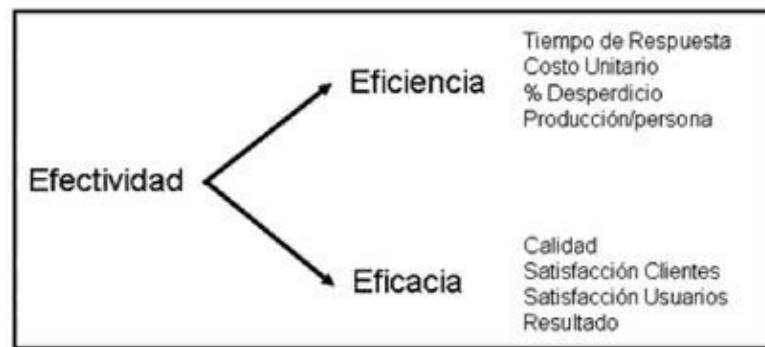 Efectividad
Eficiencia
Tiempo de Respuesta
Costo Unitario
% Desperdicio
Producción/persona
Eficacia
Calidad
Satisfacción Clientes
Satisfacción Usuarios
Resultado